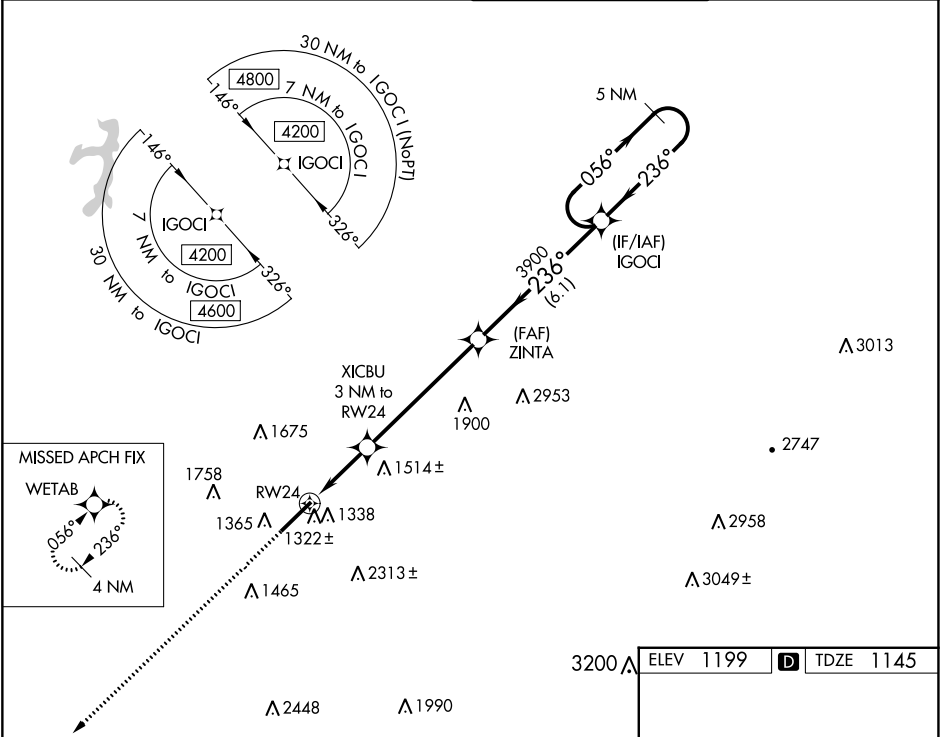 30 NM to IGOCI (NoPT)
4800
7 NM to IGOCI
146°
4200
IGOCI
326°
146°
IGOCI
4200
7 NM to IGOCI
326°
4600
30 NM to IGOCI
5 NM
056°
236°
(IF/IAF)
IGOCI
3900
236°
(6.1)
(FAF)
ZINTA
3013
XICBU
3 NM to
RW24
2953
1900
1675
2747
1514±
MISSED APCH FIX
WETAB
056°
236°
4 NM
1758
RW24
1365
1338
1322±
2958
2313±
3049±
1465
3200
ELEV 1199 D TDZE 1145
2448
1990